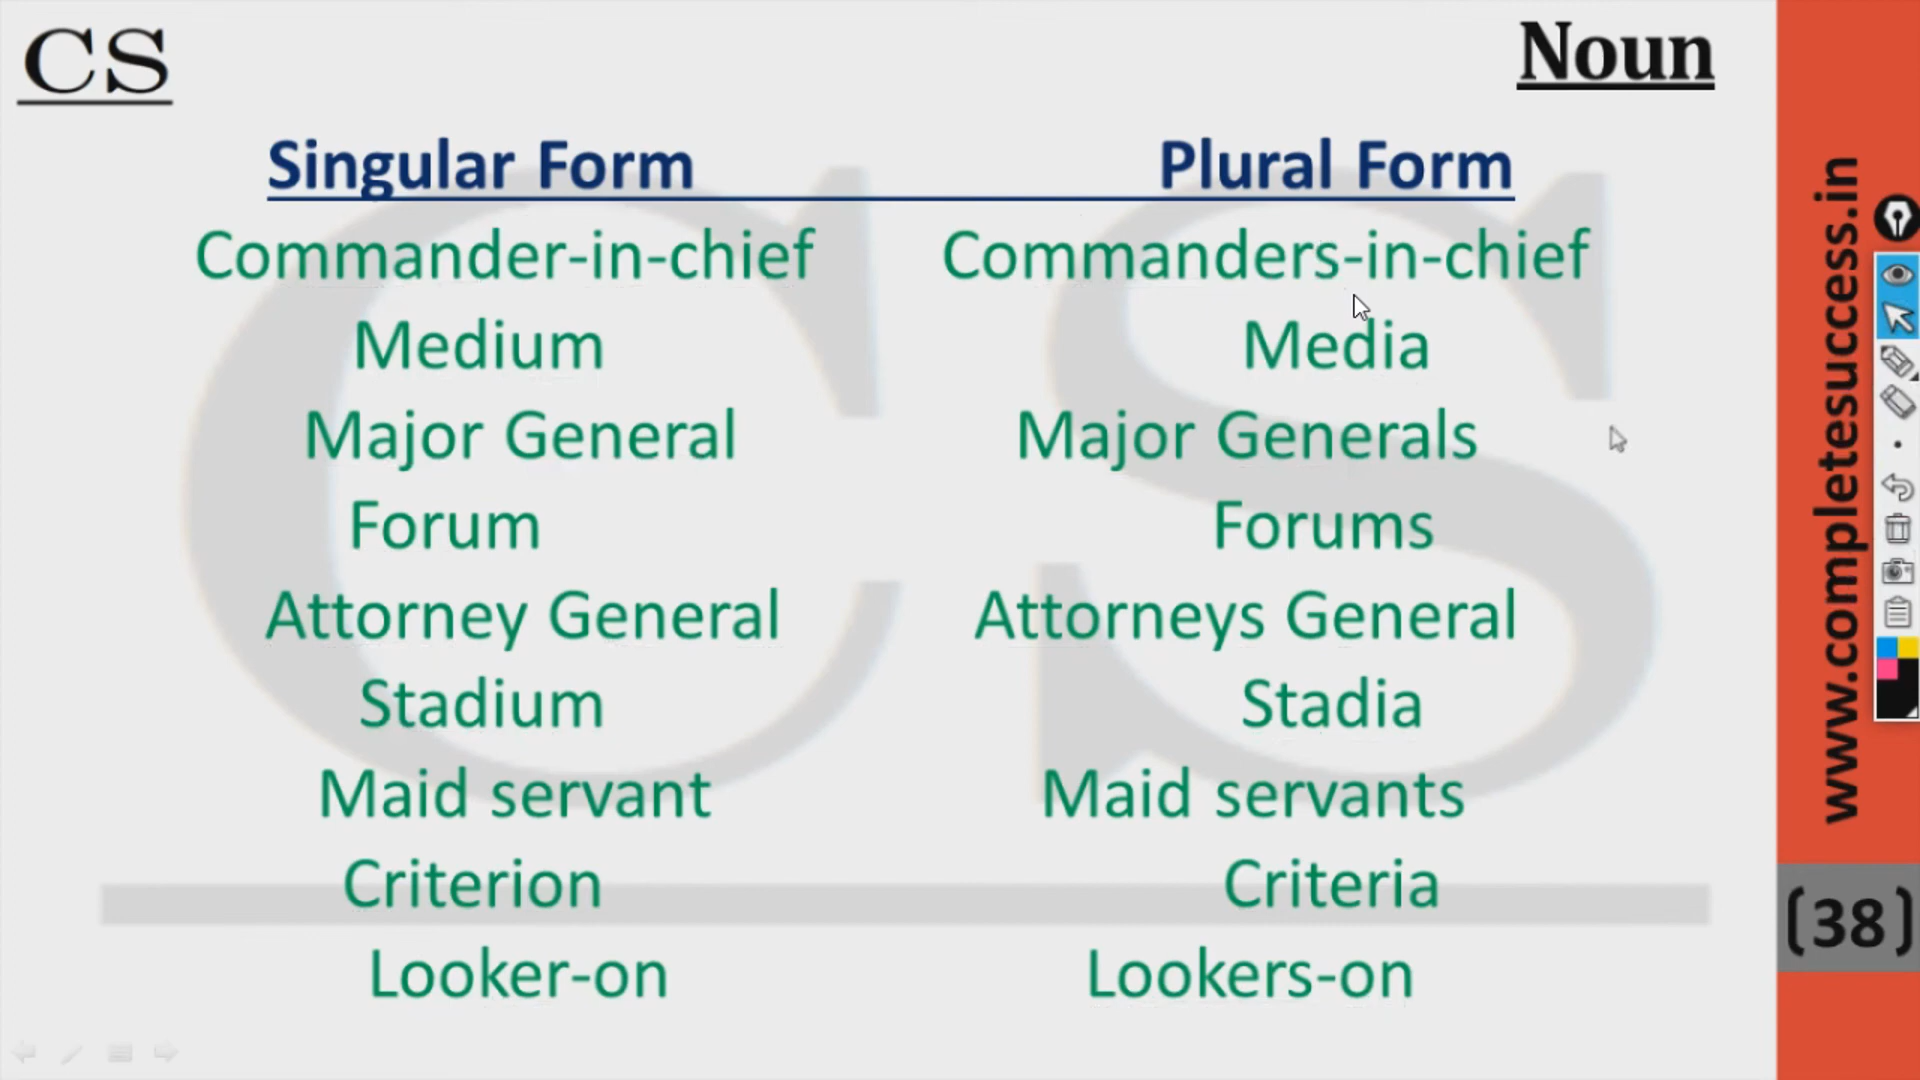 CS
Noun
Singular Form Plural Form
Commander-in-chief Commanders-in-chief
Medium Media
Major General Major Generals
Forum Forums
Attorney General Attorneys General
Stadium Stadia
Maid servant Maid servants
Criterion Criteria
Looker-on Lookers-on
www.completesuccess.in
(38)